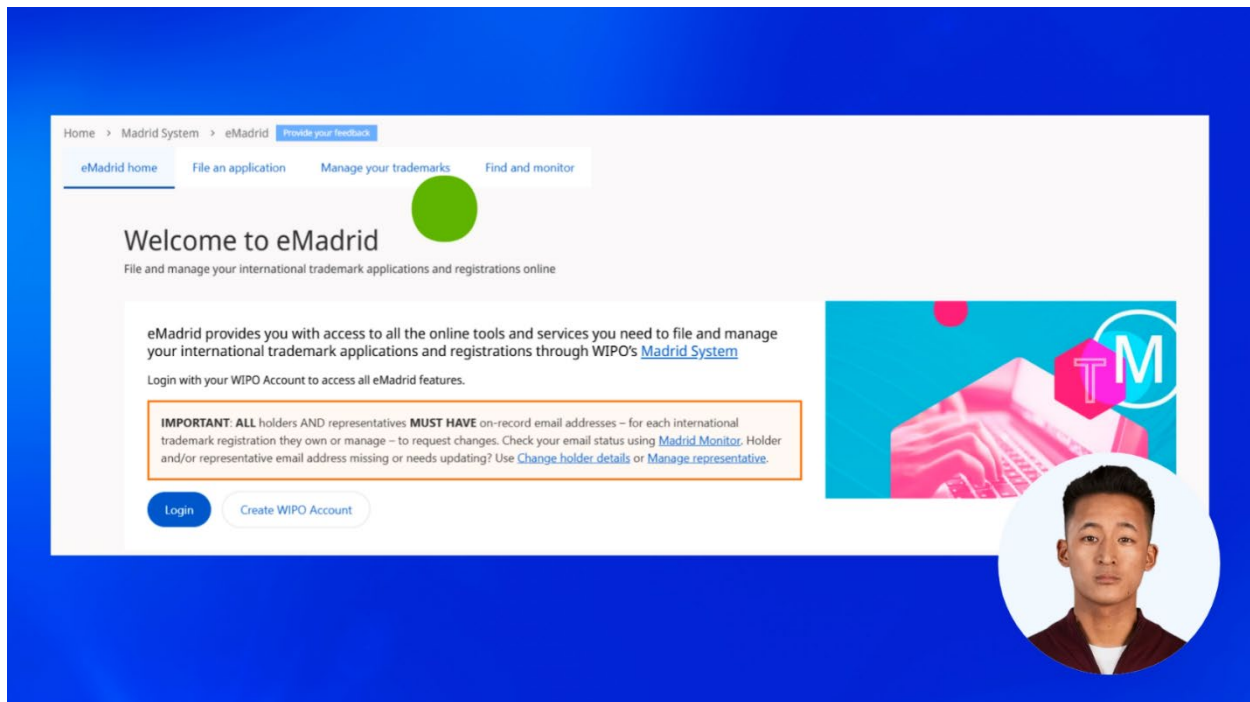 Home > Madrid System > eMadrid Provide your feedback
eMadrid home File an application Manage your trademarks Find and monitor
Welcome to eMadrid
File and manage your international trademark applications and registrations online
eMadrid provides you with access to all the online tools and services you need to file and manage
your international trademark applications and registrations through WIPO's Madrid System
Login with your WIPO Account to access all eMadrid features.
IMPORTANT: ALL holders AND representatives MUST HAVE on-record email addresses – for each international
trademark registration they own or manage – to request changes. Check your email status using Madrid Monitor. Holder
and/or representative email address missing or needs updating? Use Change holder details or Manage representative.
Login Create WIPO Account
T M